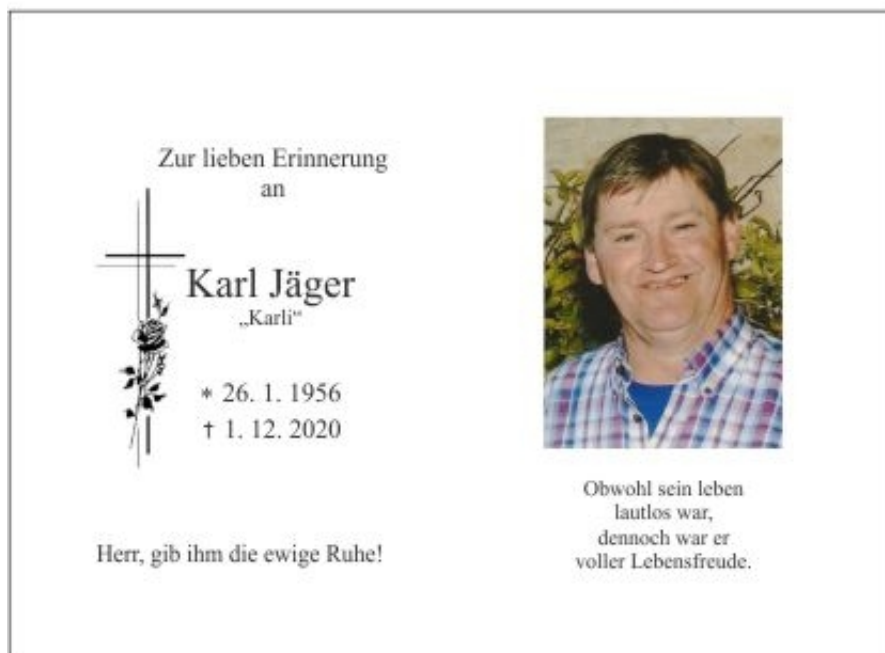 Zur lieben Erinnerung
an
Karl Jäger
„Karli“
* 26. 1. 1956
† 1. 12. 2020
Herr, gib ihm die ewige Ruhe!
Obwohl sein leben
lautlos war,
dennoch war er
voller Lebensfreude.